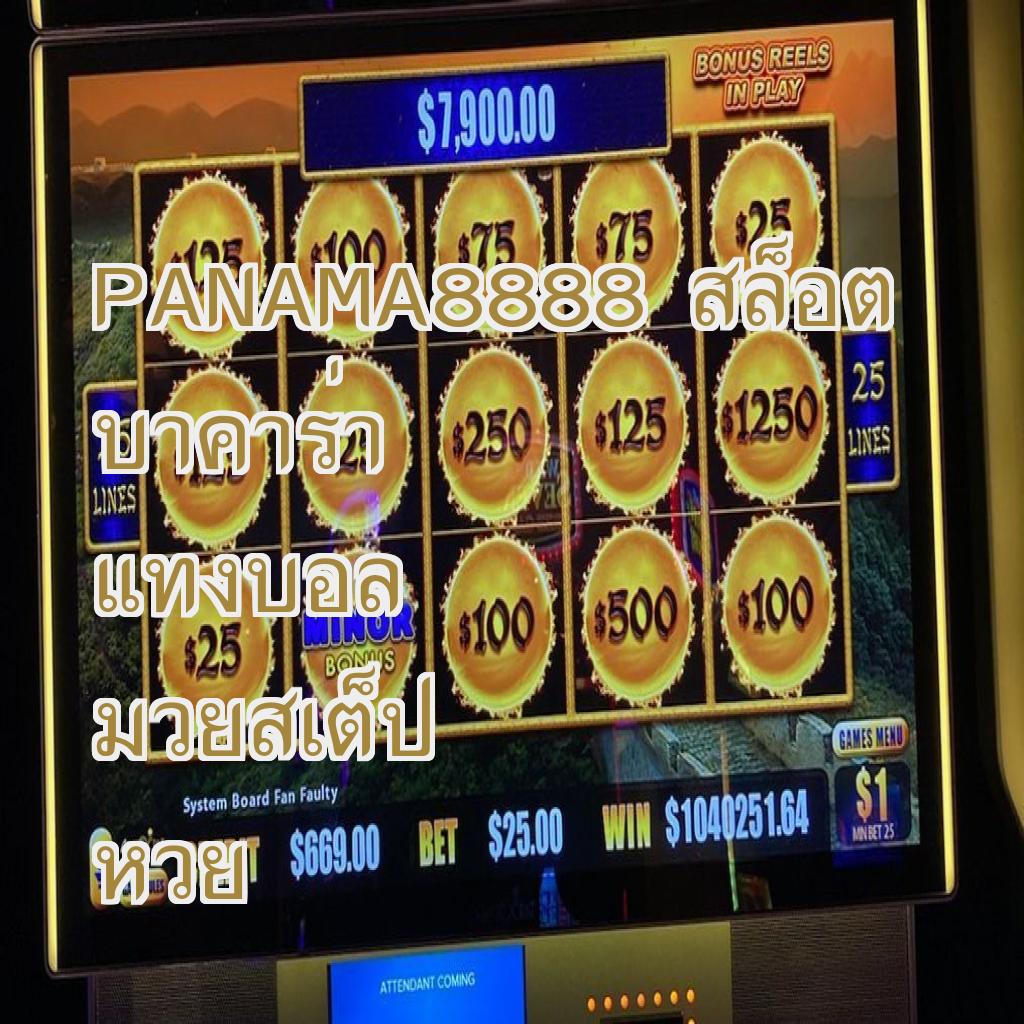 BONUS REELS
IN PLAY
$7,900.00
$125 $100 $75 $75 $25
PANAMA8888 สล็อต
$250 $125 $1250
25
LINES
LINES
บาคาร่า
แทงบอล
$25 MINOR
BONUS
$100 $500 $100
มวยสเต็ป
GAMES MENU
System Board Fan Faulty
$669.00 BET $25.00 WIN $1040251.64
$1
MIN BET 25
หวย
ATTENDANT COMING